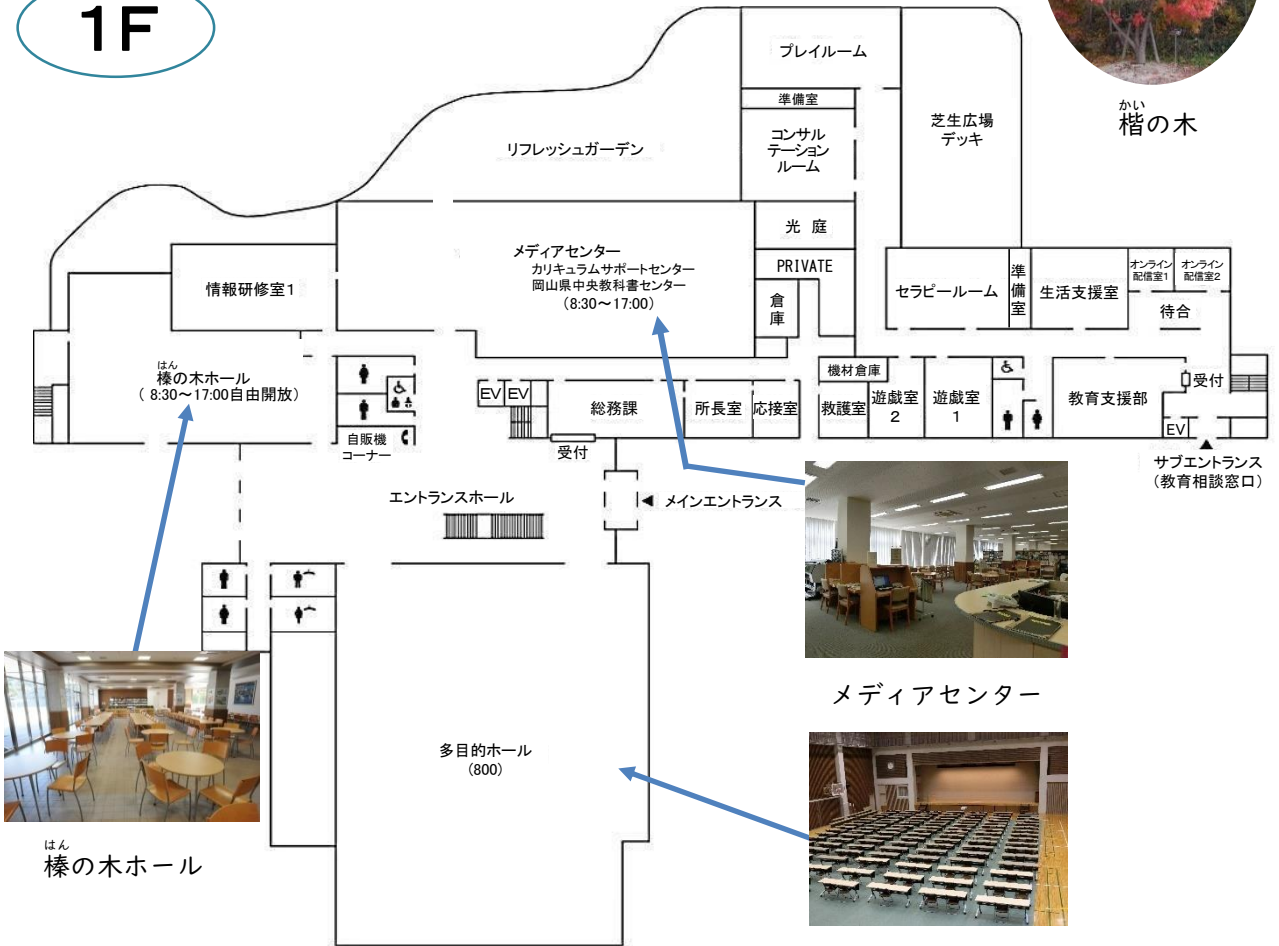 1F
かい
楷の木
プレイルーム
準備室
コンサル
テーション
ルーム
芝生広場
デッキ
リフレッシュガーデン
光 庭
メディアセンター
カリキュラムサポートセンター
岡山県中央教科書センター
(8:30～17:00)
PRIVATE
倉
庫
情報研修室1
セラピールーム
準
備
室
生活支援室
オンライン
配信室1
オンライン
配信室2
待合
はん
榛の木ホール
( 8:30～17:00自由開放)
自販機
コーナー
EV
EV
総務課
所長室
応接室
機材倉庫
救護室
遊戯室
2
遊戯室
1
教育支援部
受付
EV
サブエントランス
(教育相談窓口)
受付
エントランスホール
メインエントランス
メディアセンター
多目的ホール
(800)
はん
榛の木ホール